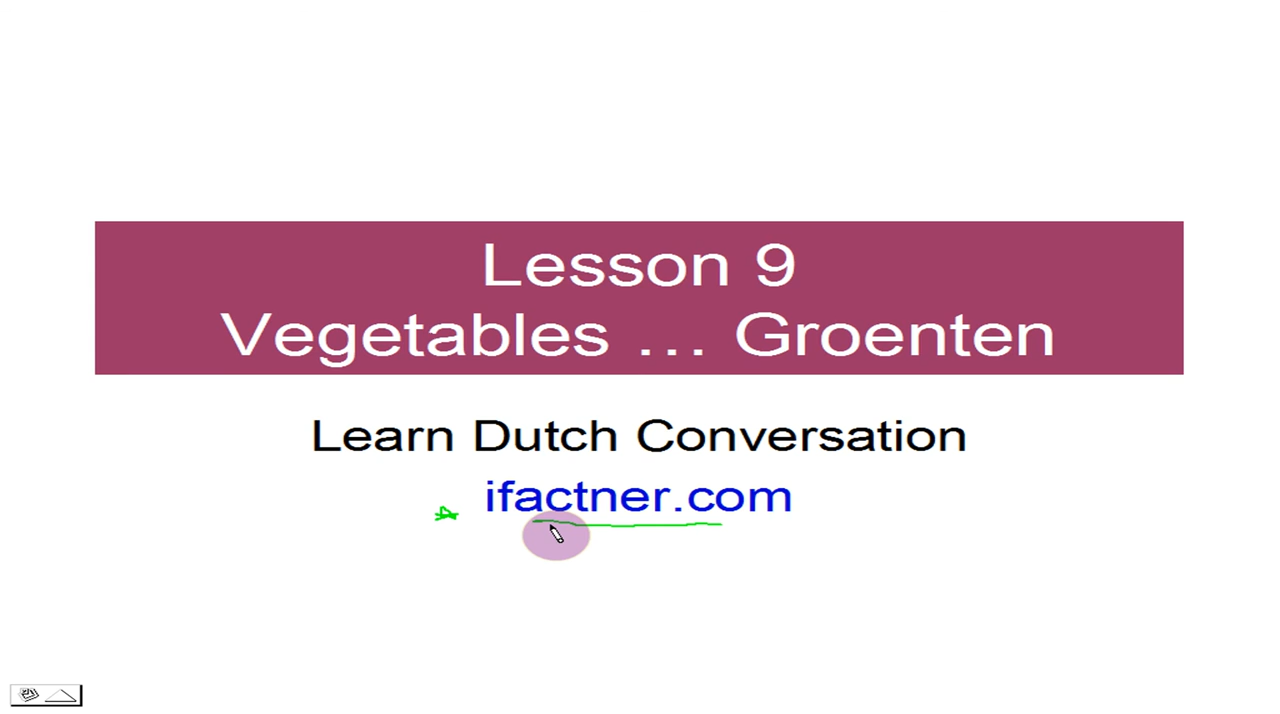 Lesson 9
Vegetables … Groenten
Learn Dutch Conversation
ifactner.com